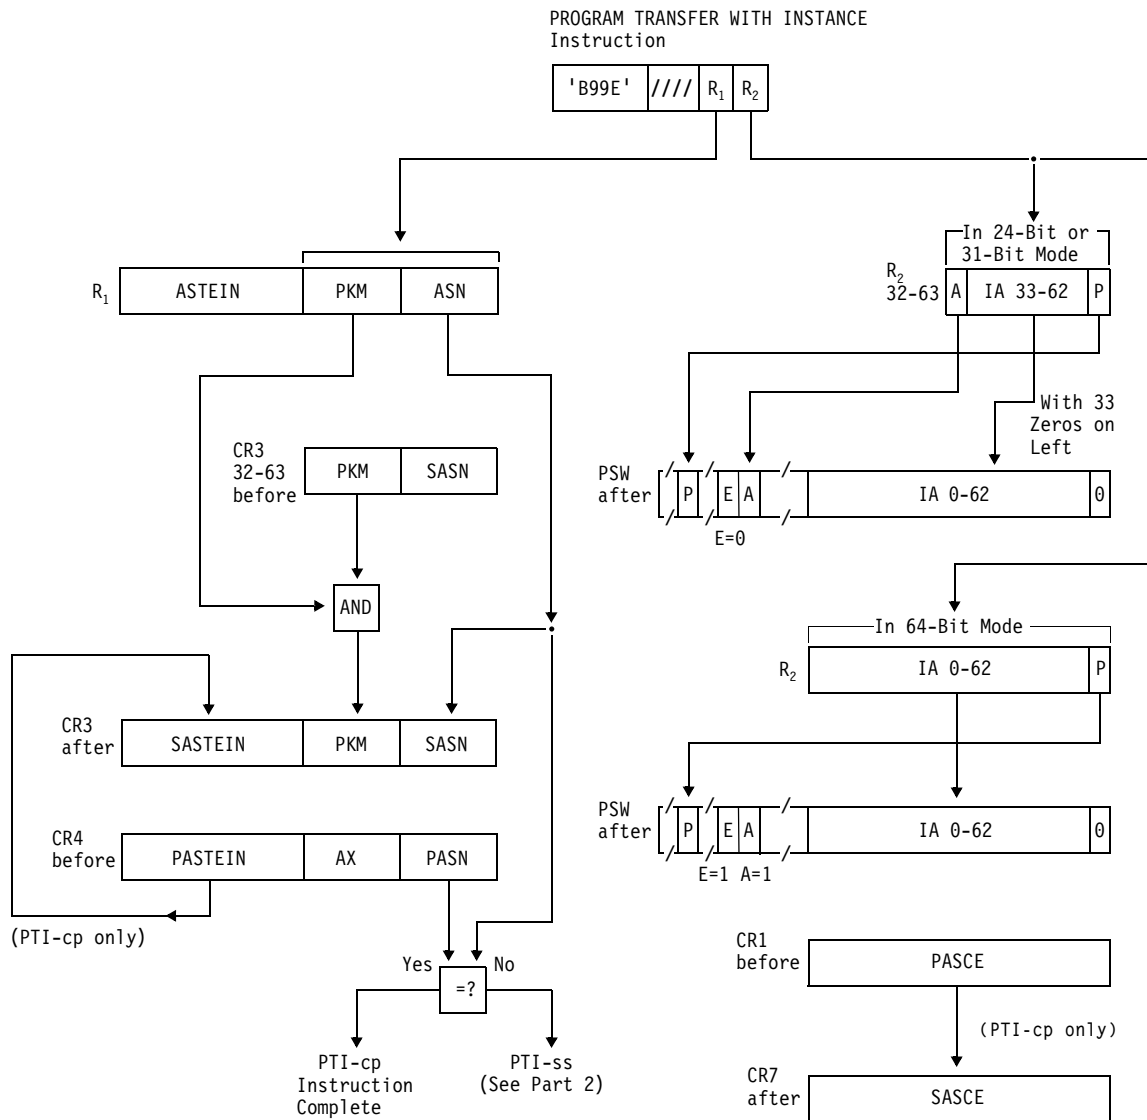 PROGRAM TRANSFER WITH INSTANCE
Instruction
'B99E' //// R₁ R₂
In 24-Bit or
31-Bit Mode
R₂
32-63 A IA 33-62 P
R₁ ASTEIN PKM ASN
With 33
Zeros on
Left
CR3
32-63
before PKM SASN
PSW
after P E A IA 0-62 0
E=0
AND
In 64-Bit Mode
R₂ IA 0-62 P
CR3
after SASTEIN PKM SASN
PSW
after P E A IA 0-62 0
E=1 A=1
CR4
before PASTEIN AX PASN
(PTI-cp only)
Yes No
=?
CR1
before PASCE
(PTI-cp only)
PTI-cp
Instruction
Complete
PTI-ss
(See Part 2)
CR7
after SASCE